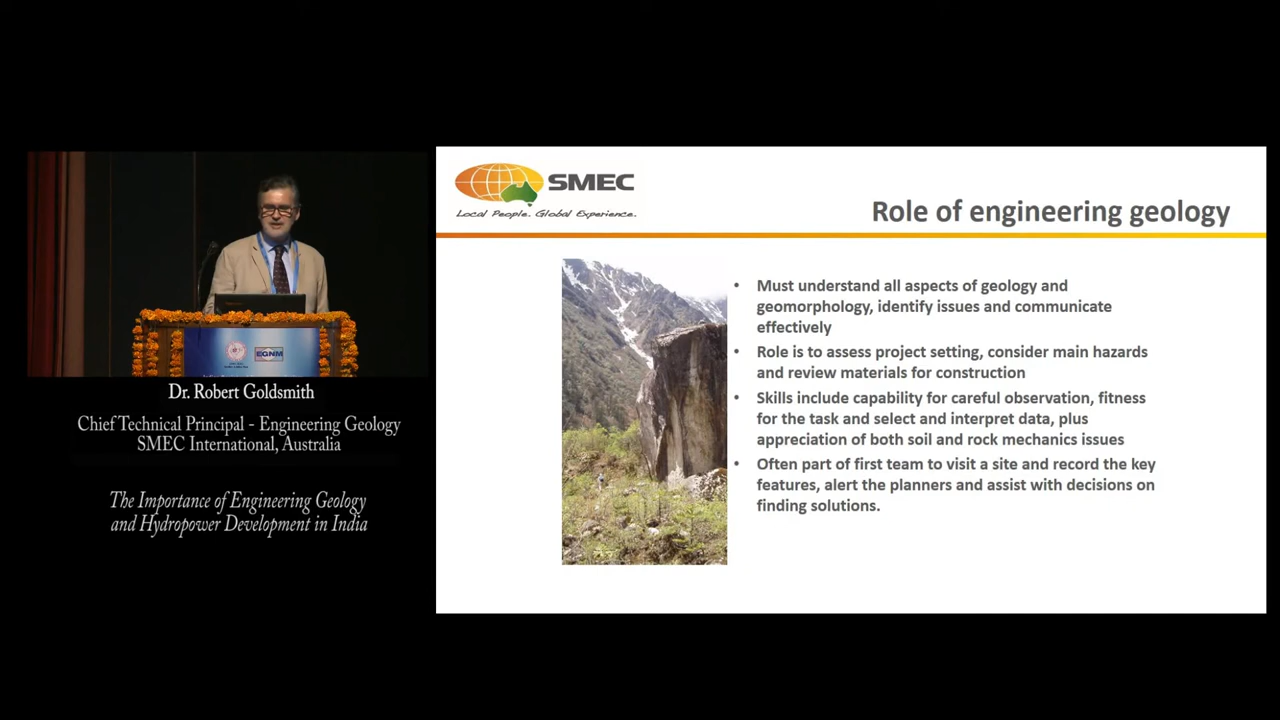 SMEC
Local People. Global Experience.
Role of engineering geology
• Must understand all aspects of geology and
geomorphology, identify issues and communicate
effectively
• Role is to assess project setting, consider main hazards
and review materials for construction
• Skills include capability for careful observation, fitness
for the task and select and interpret data, plus
appreciation of both soil and rock mechanics issues
• Often part of first team to visit a site and record the key
features, alert the planners and assist with decisions on
finding solutions.
EGNM
Dr. Robert Goldsmith
Chief Technical Principal - Engineering Geology
SMEC International, Australia
The Importance of Engineering Geology
and Hydropower Development in India